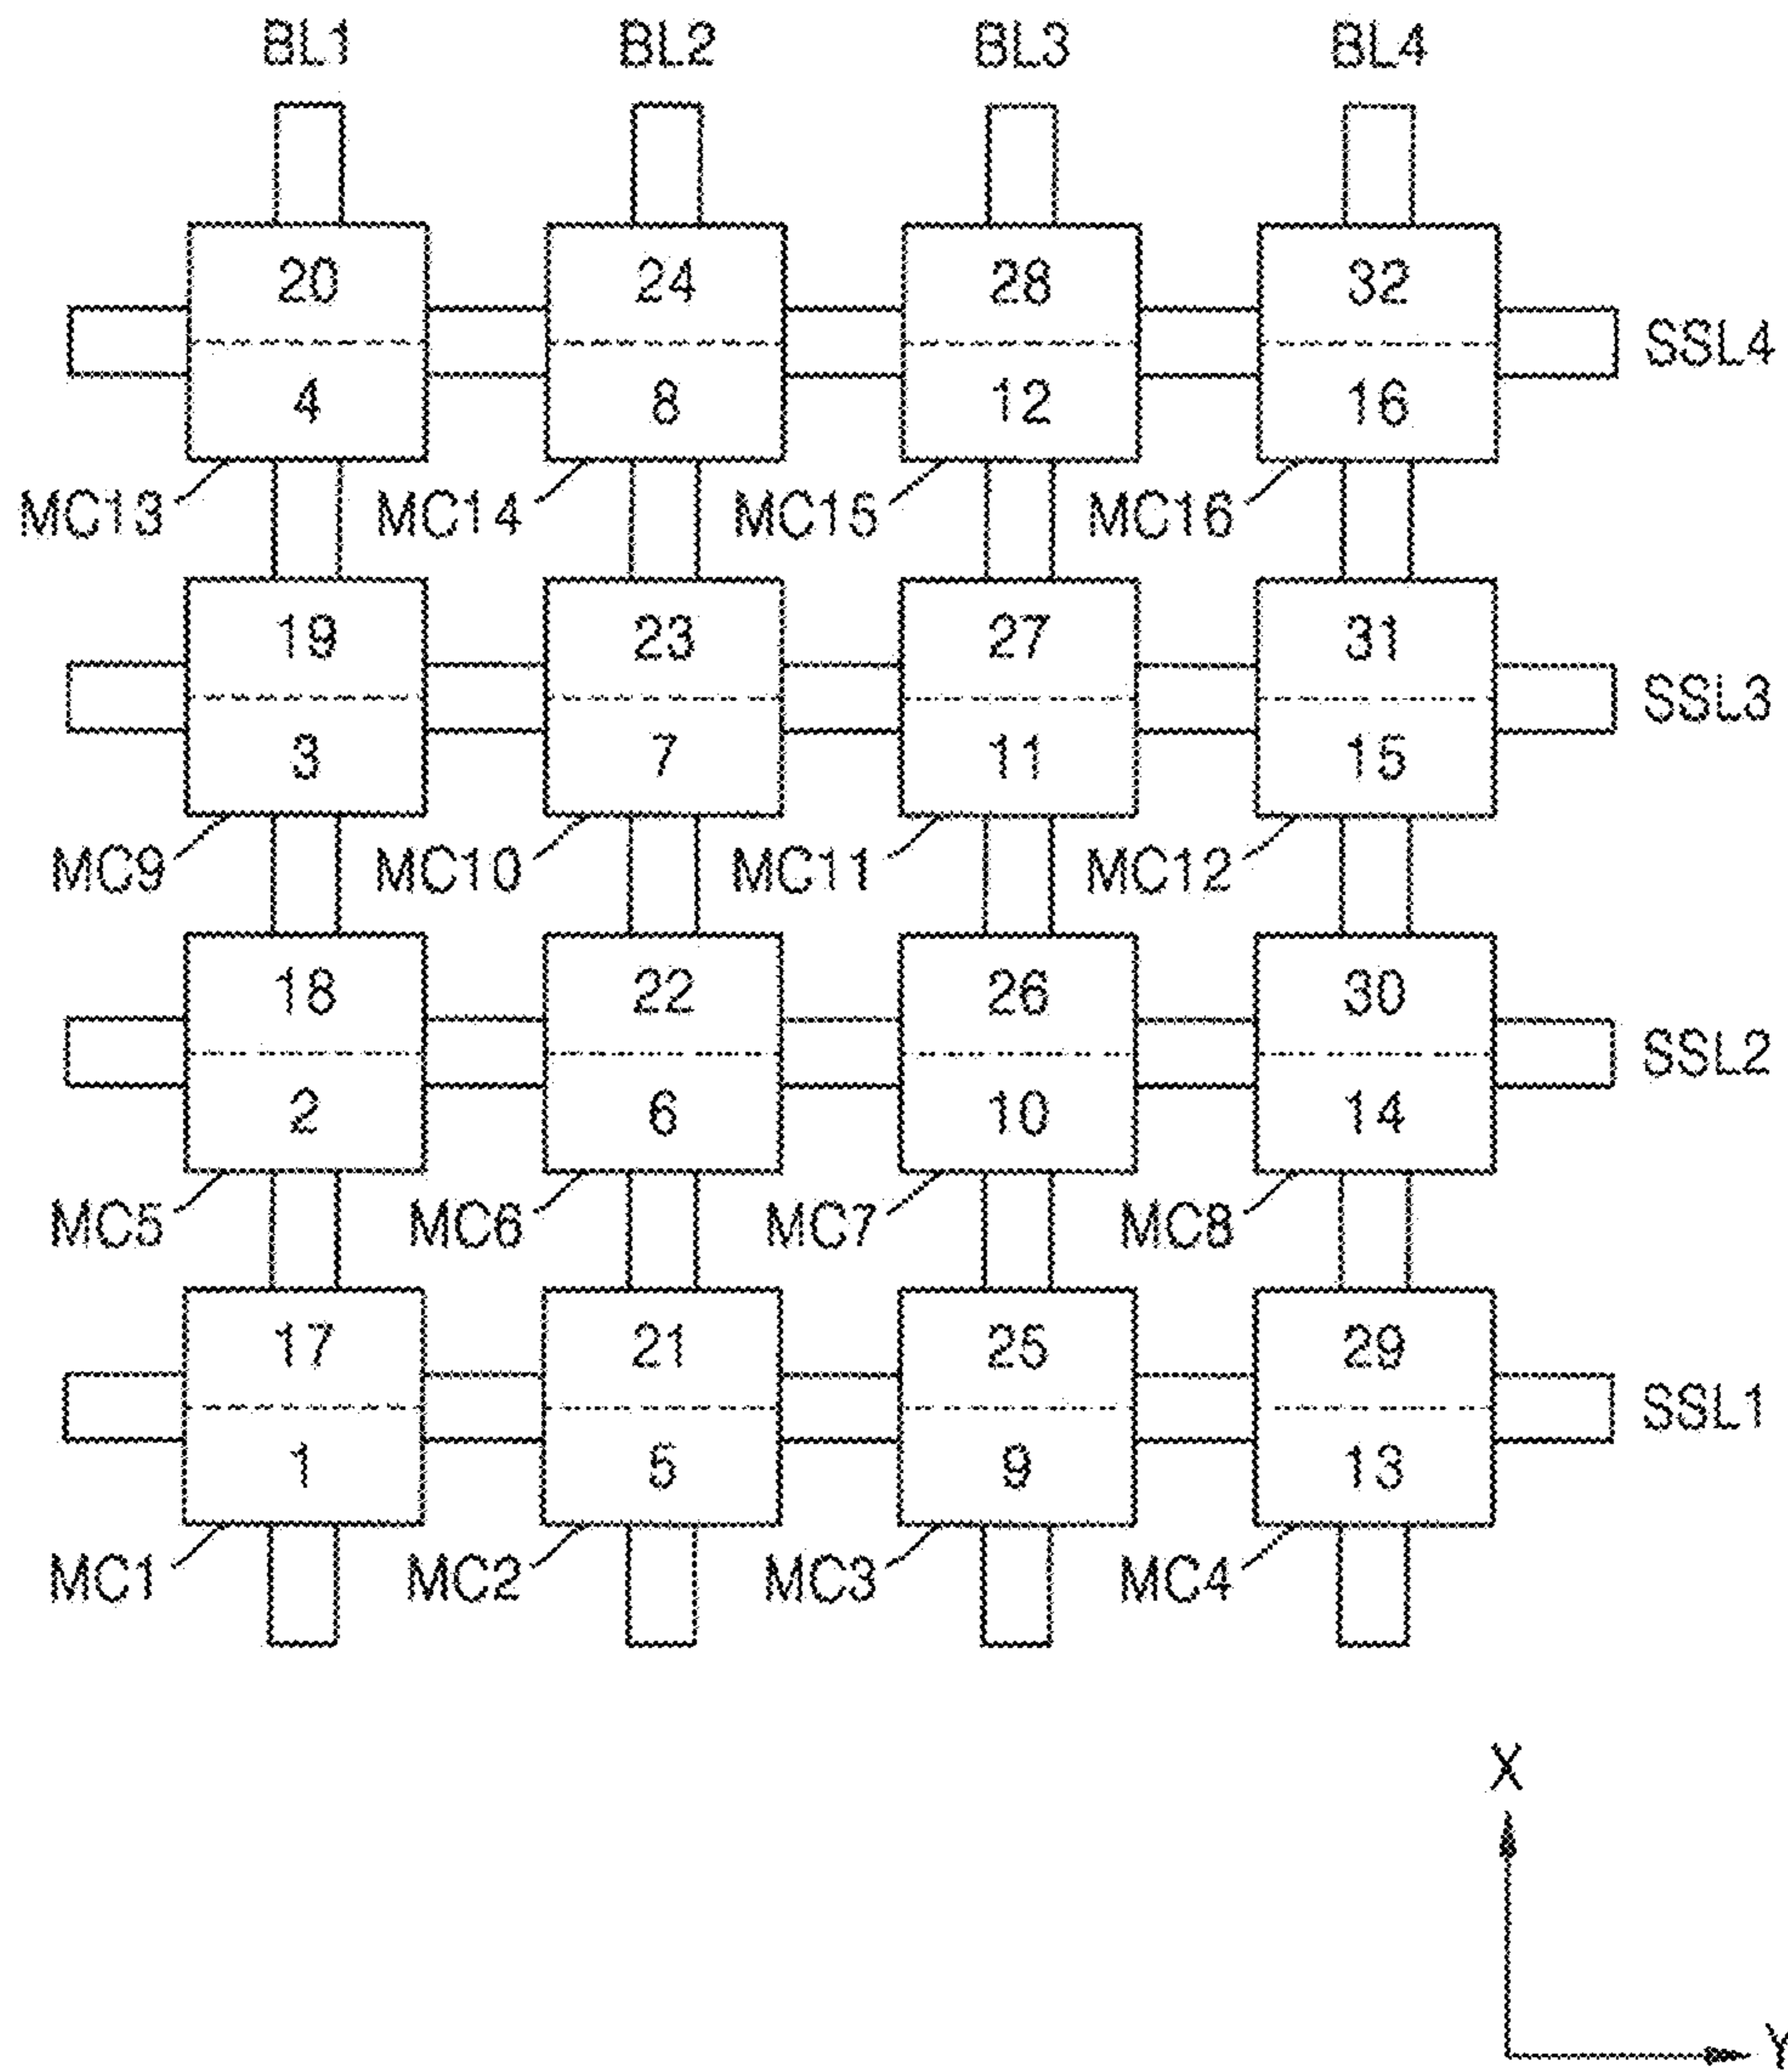 BL1 BL2 BL3 BL4
20 24 28 32
SSL4
4 8 12 16
MC13 MC14 MC15 MC16
19 23 27 31
SSL3
3 7 11 15
MC9 MC10 MC11 MC12
18 22 26 30
SSL2
2 6 10 14
MC5 MC6 MC7 MC8
17 21 25 29
SSL1
1 5 9 13
MC1 MC2 MC3 MC4
X
Y